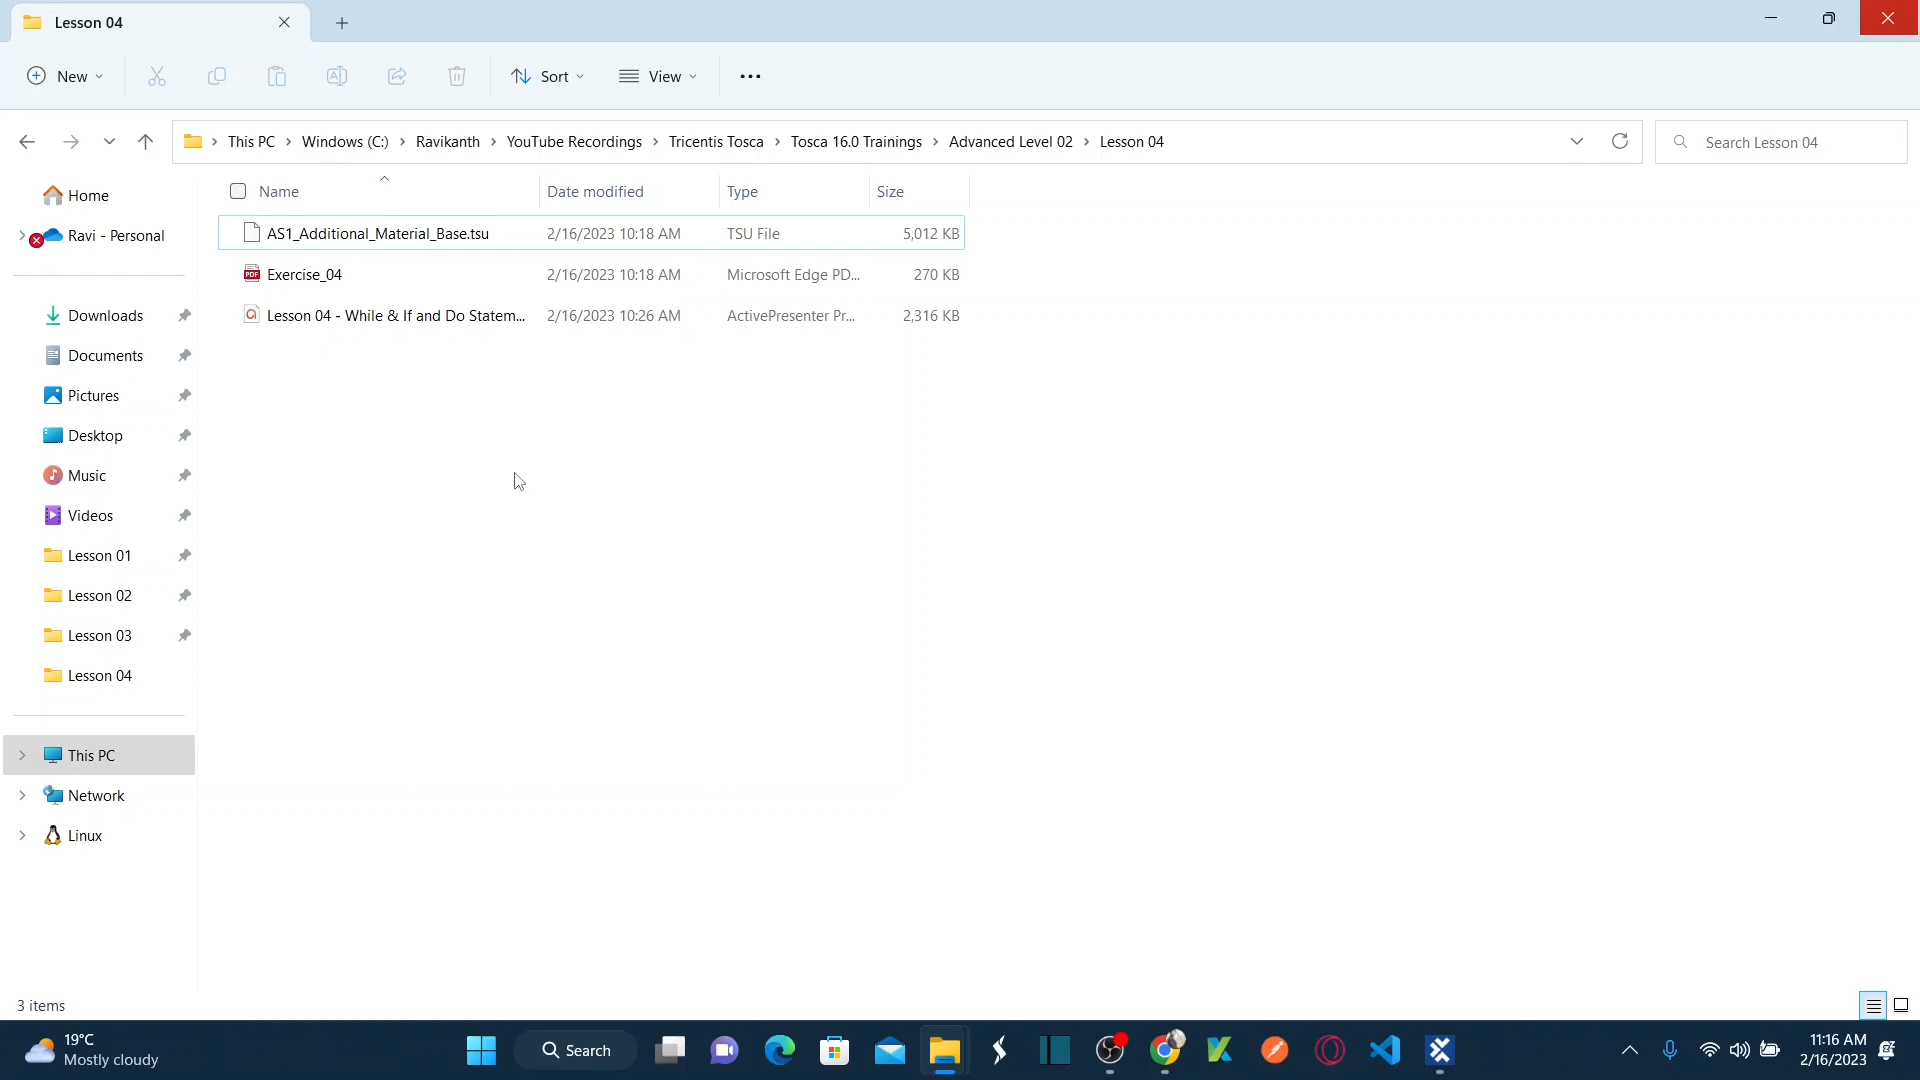 Lesson 04
New
Sort
View
This PC > Windows (C:) > Ravikanth > YouTube Recordings > Tricentis Tosca > Tosca 16.0 Trainings > Advanced Level 02 > Lesson 04
Search Lesson 04
Name Date modified Type Size
AS1_Additional_Material_Base.tsu 2/16/2023 10:18 AM TSU File 5,012 KB
Exercise_04 2/16/2023 10:18 AM Microsoft Edge PD... 270 KB
Lesson 04 - While & If and Do Statem... 2/16/2023 10:26 AM ActivePresenter Pr... 2,316 KB
Home
Ravi - Personal
Downloads
Documents
Pictures
Desktop
Music
Videos
Lesson 01
Lesson 02
Lesson 03
Lesson 04
This PC
Network
Linux
3 items
19°C
Mostly cloudy
Search
11:16 AM
2/16/2023